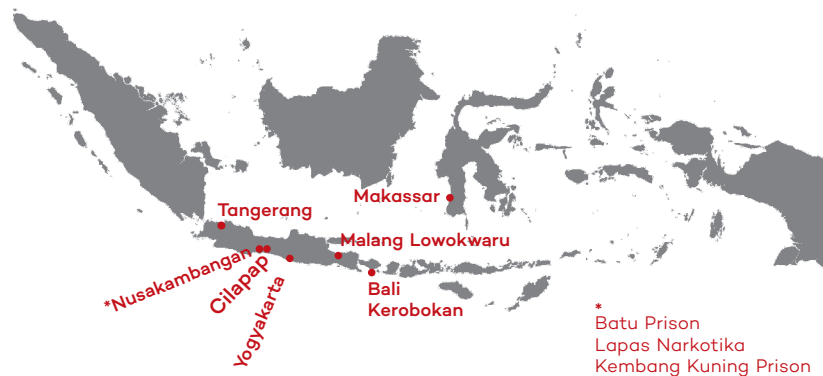 Makassar
Tangerang
Malang Lowokwaru
*Nusakambangan
Cilapap
Yogyakarta
Bali
Kerobokan
*
Batu Prison
Lapas Narkotika
Kembang Kuning Prison